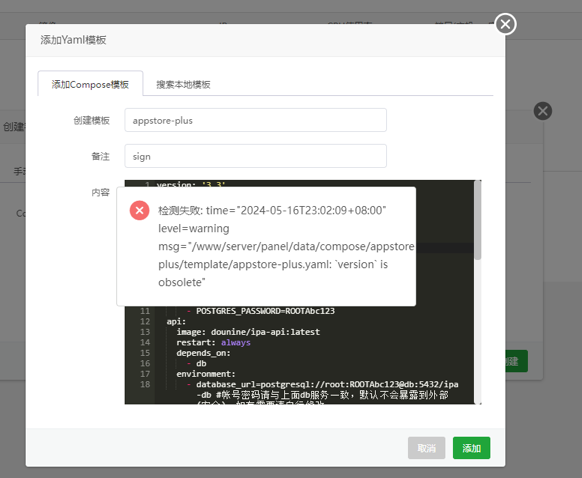 添加Yaml模板
添加Compose模板
搜索本地模板
创建模板
appstore-plus
备注
sign
内容
1 version: '3.3'
检测失败: time="2024-05-16T23:02:09+08:00"
level=warning
msg="/www/server/panel/data/compose/appstore
plus/template/appstore-plus.yaml: `version` is
obsolete"
11 - POSTGRES_PASSWORD=ROOTAbc123
12 api:
13 image: dounine/ipa-api:latest
14 restart: always
15 depends_on:
16 - db
17 environment:
18 - database_url=postgresql://root:ROOTAbc123@db:5432/ipa
-db #帐号密码请与上面db服务一致，默认不会暴露到外部
取消
添加